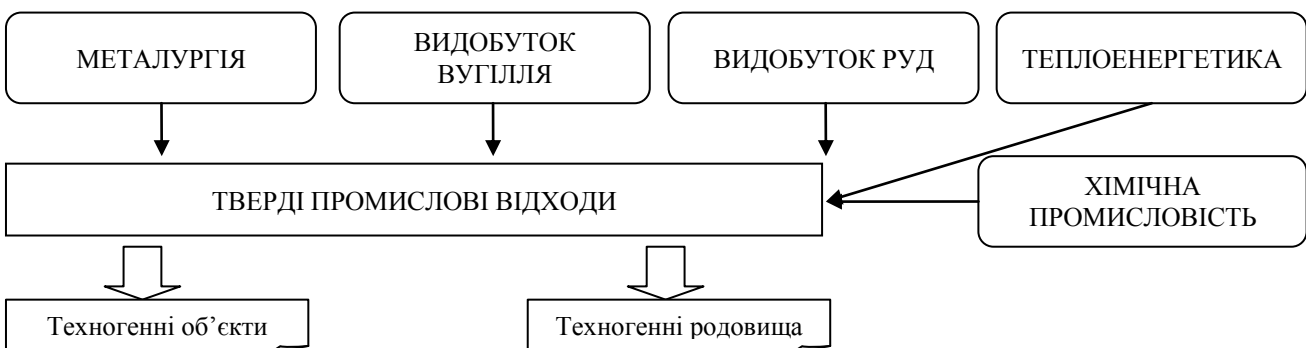 МЕТАЛУРГІЯ
ВИДОБУТОК
ВУГІЛЛЯ
ВИДОБУТОК РУД
ТЕПЛОЕНЕРГЕТИКА
ТВЕРДІ ПРОМИСЛОВІ ВІДХОДИ
ХІМІЧНА
ПРОМИСЛОВІСТЬ
Техногенні об’єкти
Техногенні родовища